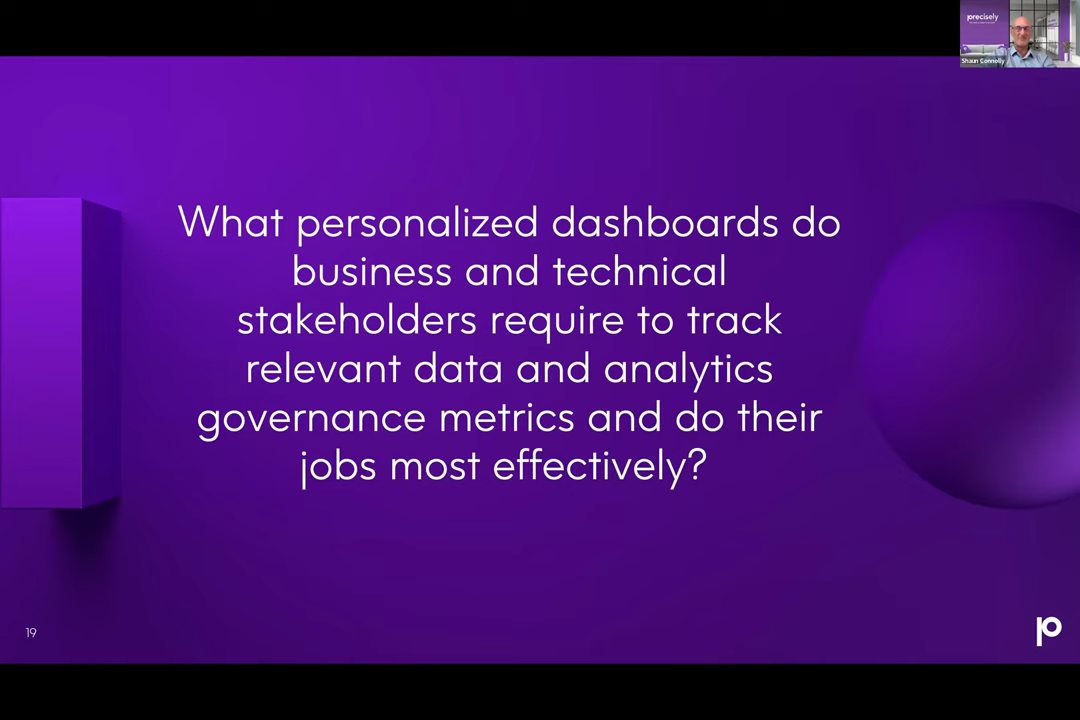 precisely
Shaun Connolly
What personalized dashboards do
business and technical
stakeholders require to track
relevant data and analytics
governance metrics and do their
jobs most effectively?
19
p